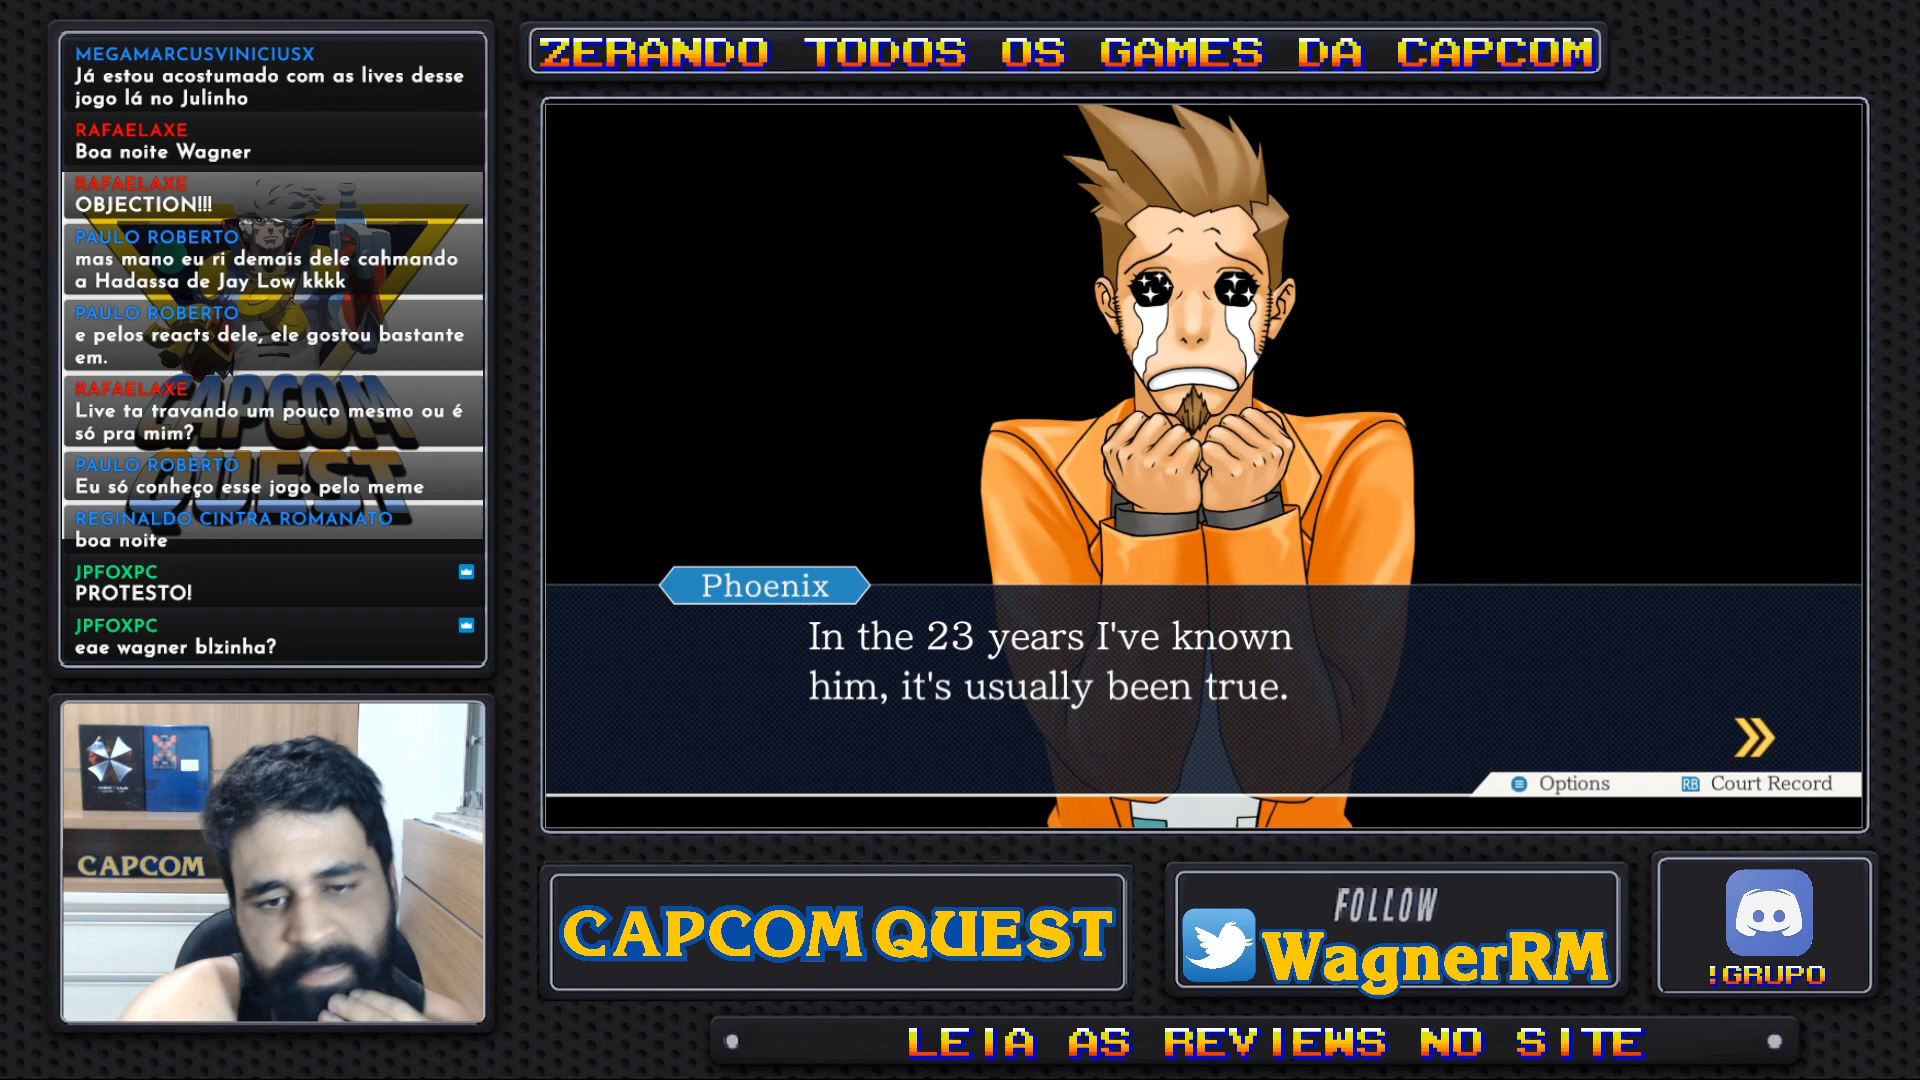 MEGAMARCUSVINICIUSX
Já estou acostumado com as lives desse
jogo lá no Julinho
RAFAELAXE
Boa noite Wagner
RAFAELAXE
OBJECTION!!!
PAULO ROBERTO
mas mano eu ri demais dele cahmando
a Hadassa de Jay Low kkkk
PAULO ROBERTO
e pelos reacts dele, ele gostou bastante
em.
RAFAELAXE
Live ta travando um pouco mesmo ou é
só pra mim?
PAULO ROBERTO
Eu só conheço esse jogo pelo meme
REGINALDO CINTRA ROMANATO
boa noite
JPFOXPC
PROTESTO!
JPFOXPC
eae wagner blzinha?
CAPCOM
QUEST
ZERANDO TODOS OS GAMES DA CAPCOM
Phoenix
In the 23 years I've known
him, it's usually been true.
Options
RB Court Record
CAPCOM
CAPCOM QUEST
FOLLOW
WagnerRM
!GRUPO
LEIA AS REVIEWS NO SITE